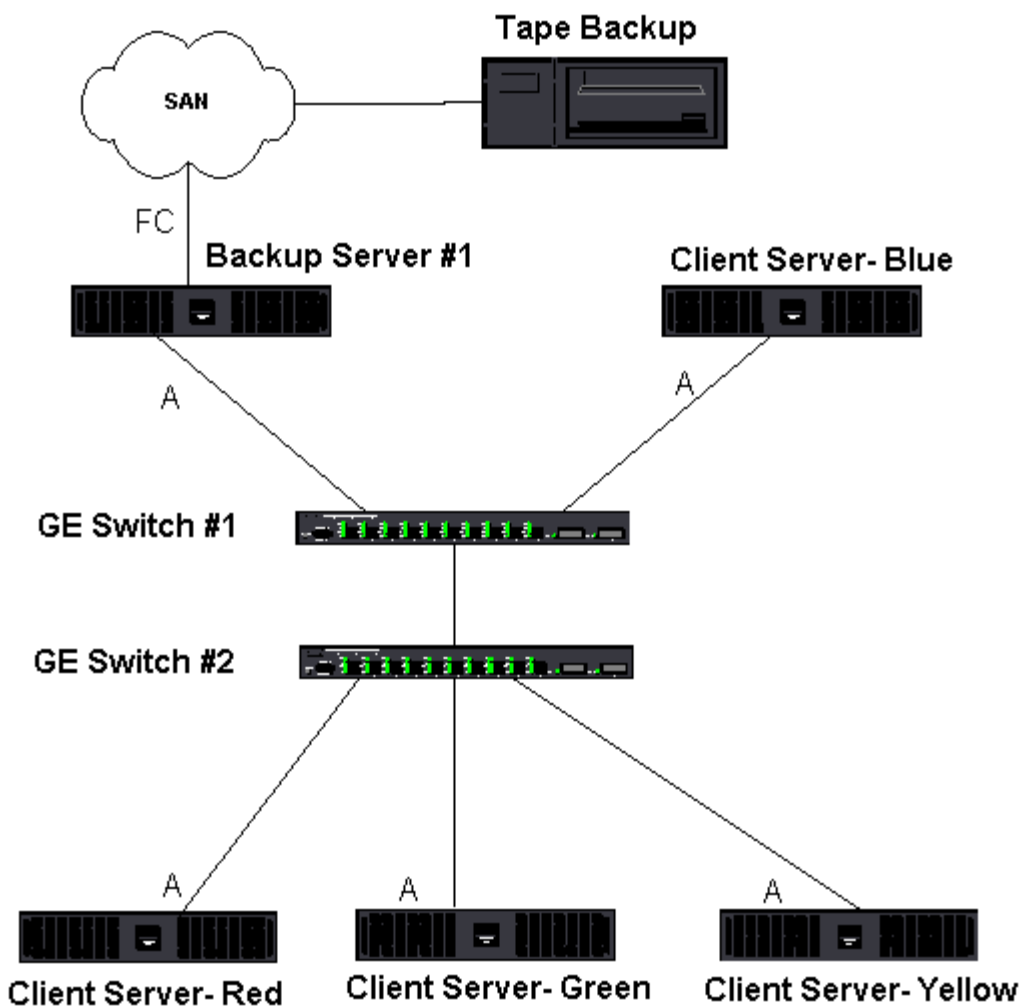 Tape Backup
SAN
FC
Backup Server #1
Client Server- Blue
A
A
GE Switch #1
GE Switch #2
A
A
A
Client Server- Red
Client Server- Green
Client Server- Yellow